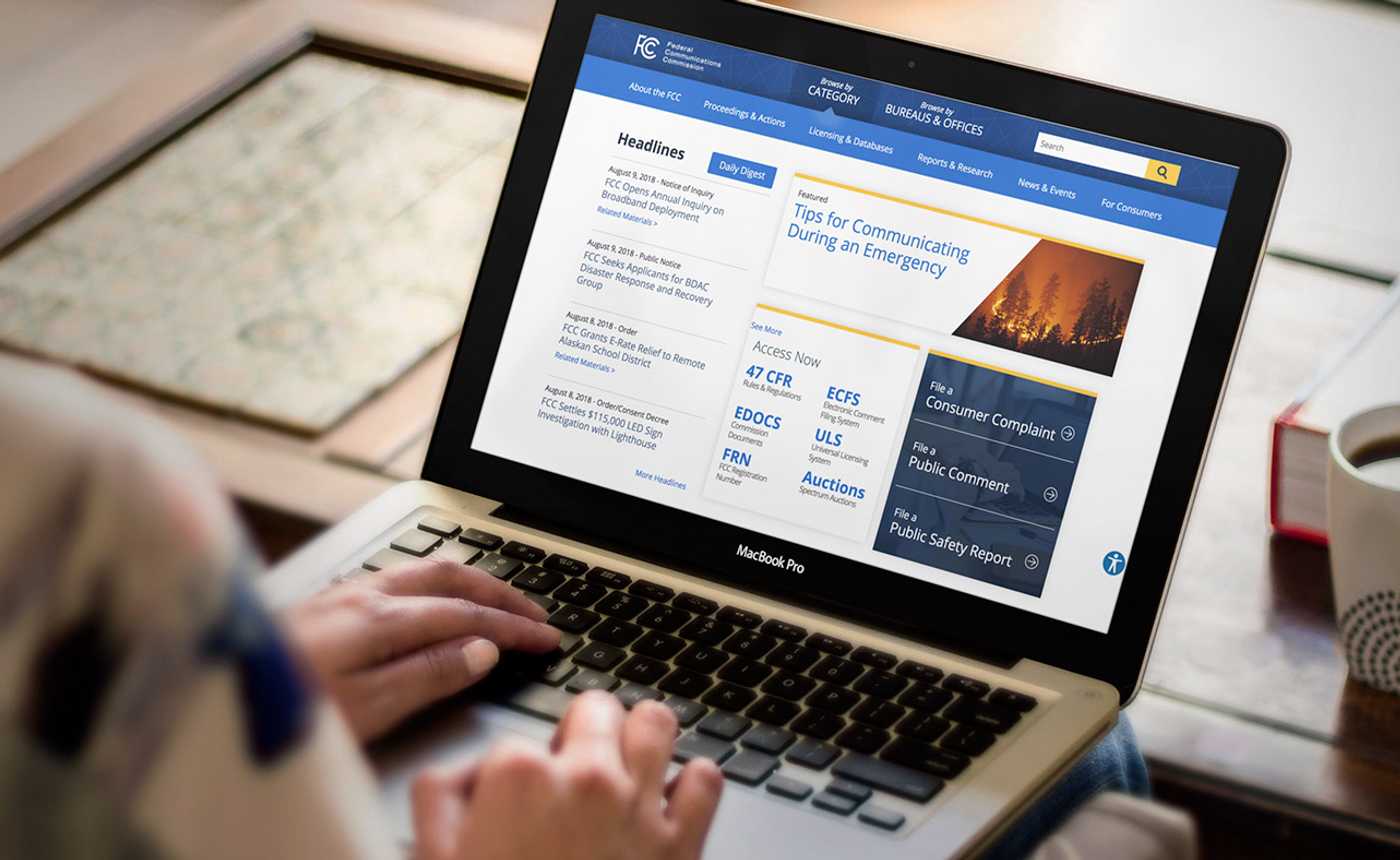 FCC
Federal
Communications
Commission
Browse by
CATEGORY
Browse by
BUREAUS & OFFICES
Search
About the FCC
Proceedings & Actions
Licensing & Databases
Reports & Research
News & Events
For Consumers
Headlines
Daily Digest
August 9, 2018 - Notice of Inquiry
FCC Opens Annual Inquiry on
Broadband Deployment
Related Materials >
August 9, 2018 - Public Notice
FCC Seeks Applicants for BDAC
Disaster Response and Recovery
Group
August 8, 2018 - Order
FCC Grants E-Rate Relief to Remote
Alaskan School District
Related Materials >
August 8, 2018 - Order/Consent Decree
FCC Settles $115,000 LED Sign
Investigation with Lighthouse
More Headlines
Featured
Tips for Communicating
During an Emergency
See More
Access Now
47 CFR
Rules & Regulations
EDOCS
Commission
Documents
FRN
FCC Registration
Number
ECFS
Electronic Comment
Filing System
ULS
Universal Licensing
System
Auctions
Spectrum Auctions
File a
Consumer Complaint
File a
Public Comment
File a
Public Safety Report
MacBook Pro